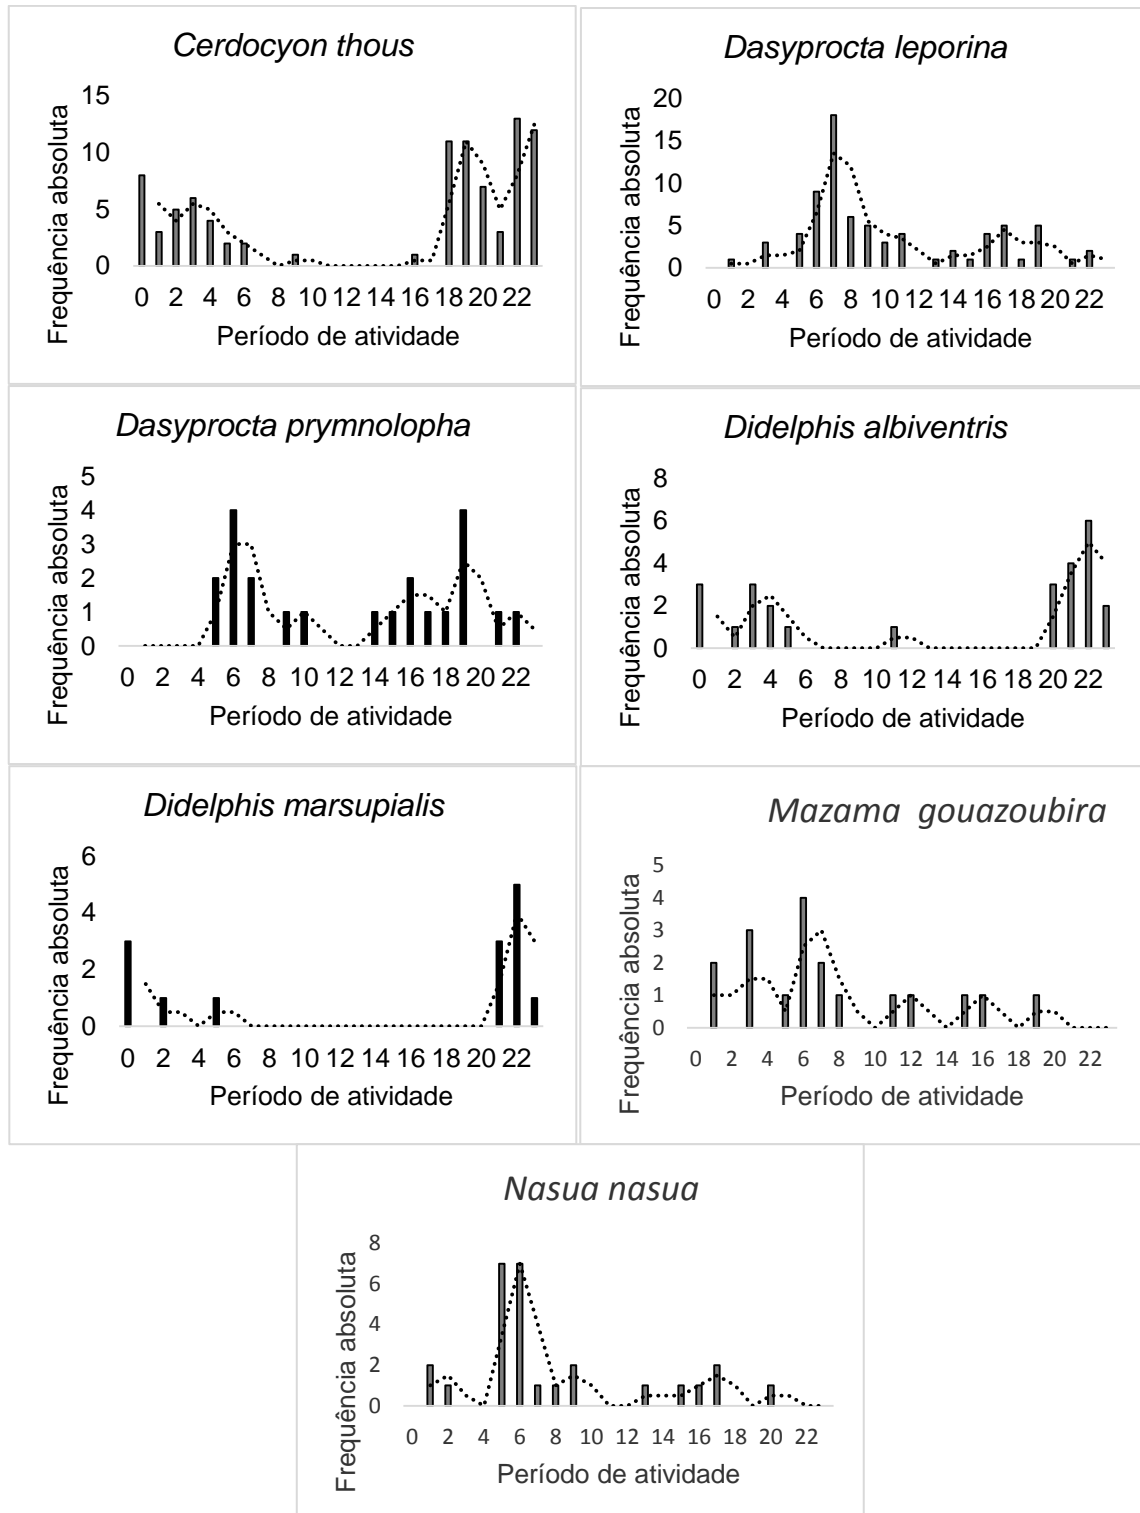 Cerdocyon thous
Frequência absoluta
15
10
5
0
0 2 4 6 8 10 12 14 16 18 20 22
Período de atividade
Dasyprocta leporina
Frequência absoluta
20
15
10
5
0
0 2 4 6 8 10 12 14 16 18 20 22
Período de atividade
Dasyprocta prymnolopha
Frequência absoluta
5
4
3
2
1
0
0 2 4 6 8 10 12 14 16 18 20 22
Período de atividade
Didelphis albiventris
Frequência absoluta
8
6
4
2
0
0 2 4 6 8 10 12 14 16 18 20 22
Período de atividade
Didelphis marsupialis
Frequência absoluta
6
4
2
0
0 2 4 6 8 10 12 14 16 18 20 22
Período de atividade
Mazama gouazoubira
Frequência absoluta
5
4
3
2
1
0
0 2 4 6 8 10 12 14 16 18 20 22
Período de atividade
Nasua nasua
Frequência absoluta
8
6
4
2
0
0 2 4 6 8 10 12 14 16 18 20 22
Período de atividade